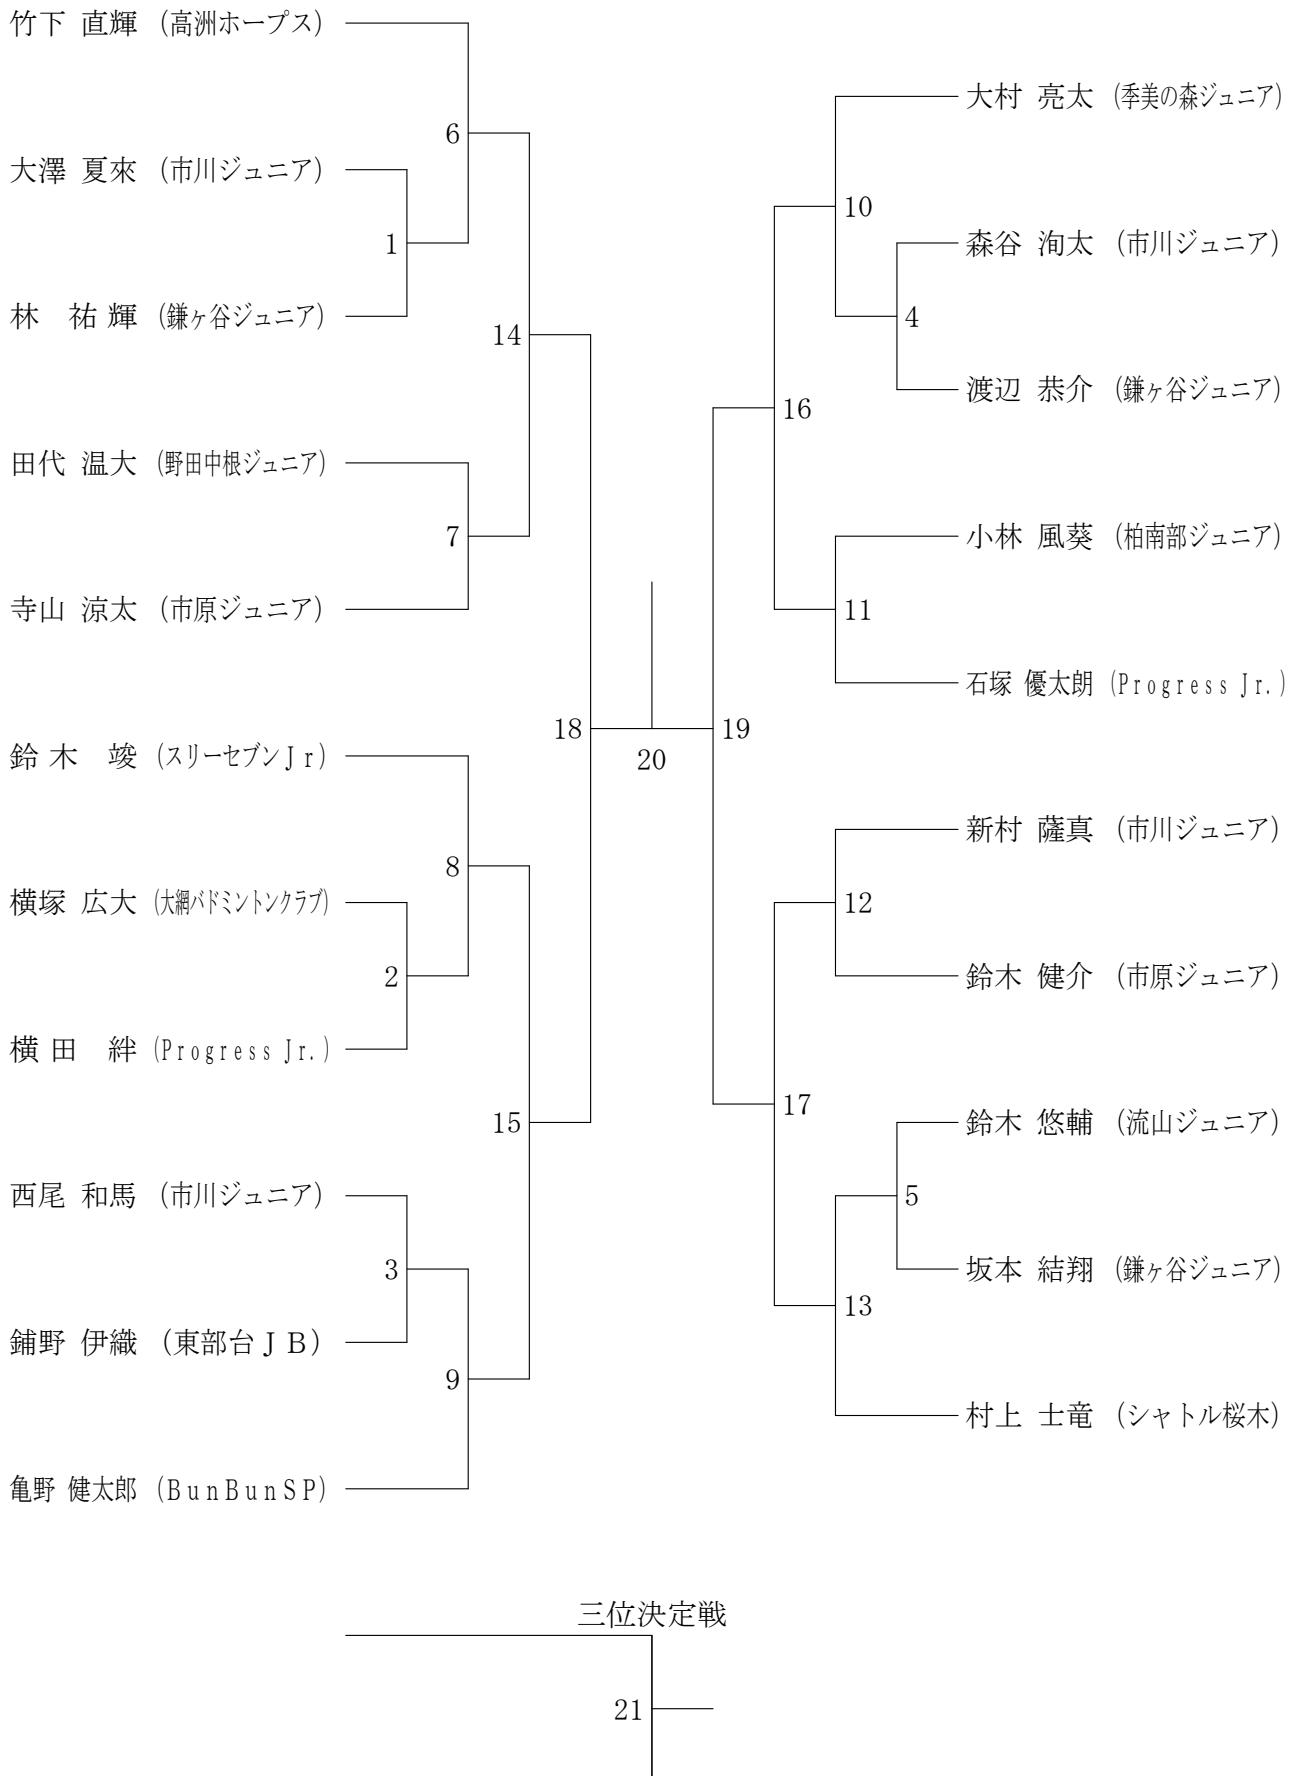 竹下 直輝 (高洲ホープス)
6
大澤 夏來 (市川ジュニア)
1
林 祐輝 (鎌ヶ谷ジュニア)
14
田代 温大 (野田中根ジュニア)
7
寺山 涼太 (市原ジュニア)
18
鈴木 竣 (スリーセブンJr)
8
横塚 広大 (大網バドミントンクラブ)
2
横田 絆 (Progress Jr.)
15
西尾 和馬 (市川ジュニア)
3
鋪野 伊織 (東部台JB)
9
亀野 健太郎 (BunBunSP)
20
大村 亮太 (季美の森ジュニア)
10
森谷 洵太 (市川ジュニア)
4
渡辺 恭介 (鎌ヶ谷ジュニア)
16
小林 風葵 (柏南部ジュニア)
11
石塚 優太朗 (Progress Jr.)
19
新村 薩真 (市川ジュニア)
12
鈴木 健介 (市原ジュニア)
17
鈴木 悠輔 (流山ジュニア)
5
坂本 結翔 (鎌ヶ谷ジュニア)
13
村上 士竜 (シャトル桜木)
三位決定戦
21